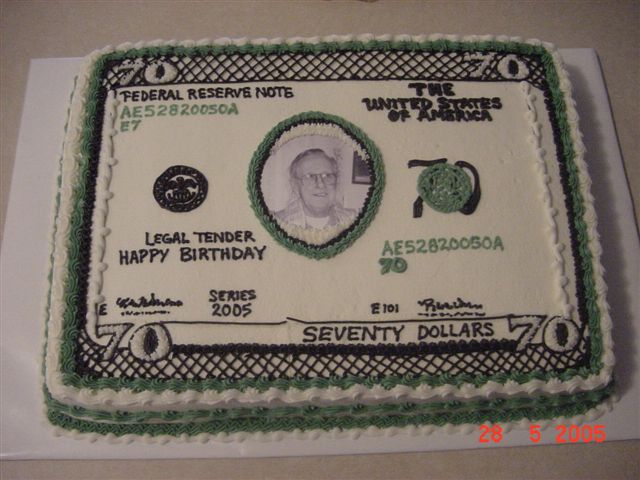 70 70
FEDERAL RESERVE NOTE
THE
UNITED STATES
OF AMERICA
AE52820050A
E7
70
LEGAL TENDER
HAPPY BIRTHDAY
AE52820050A
70
E
SERIES
2005
E 101
70 SEVENTY DOLLARS 70
28 5 2005